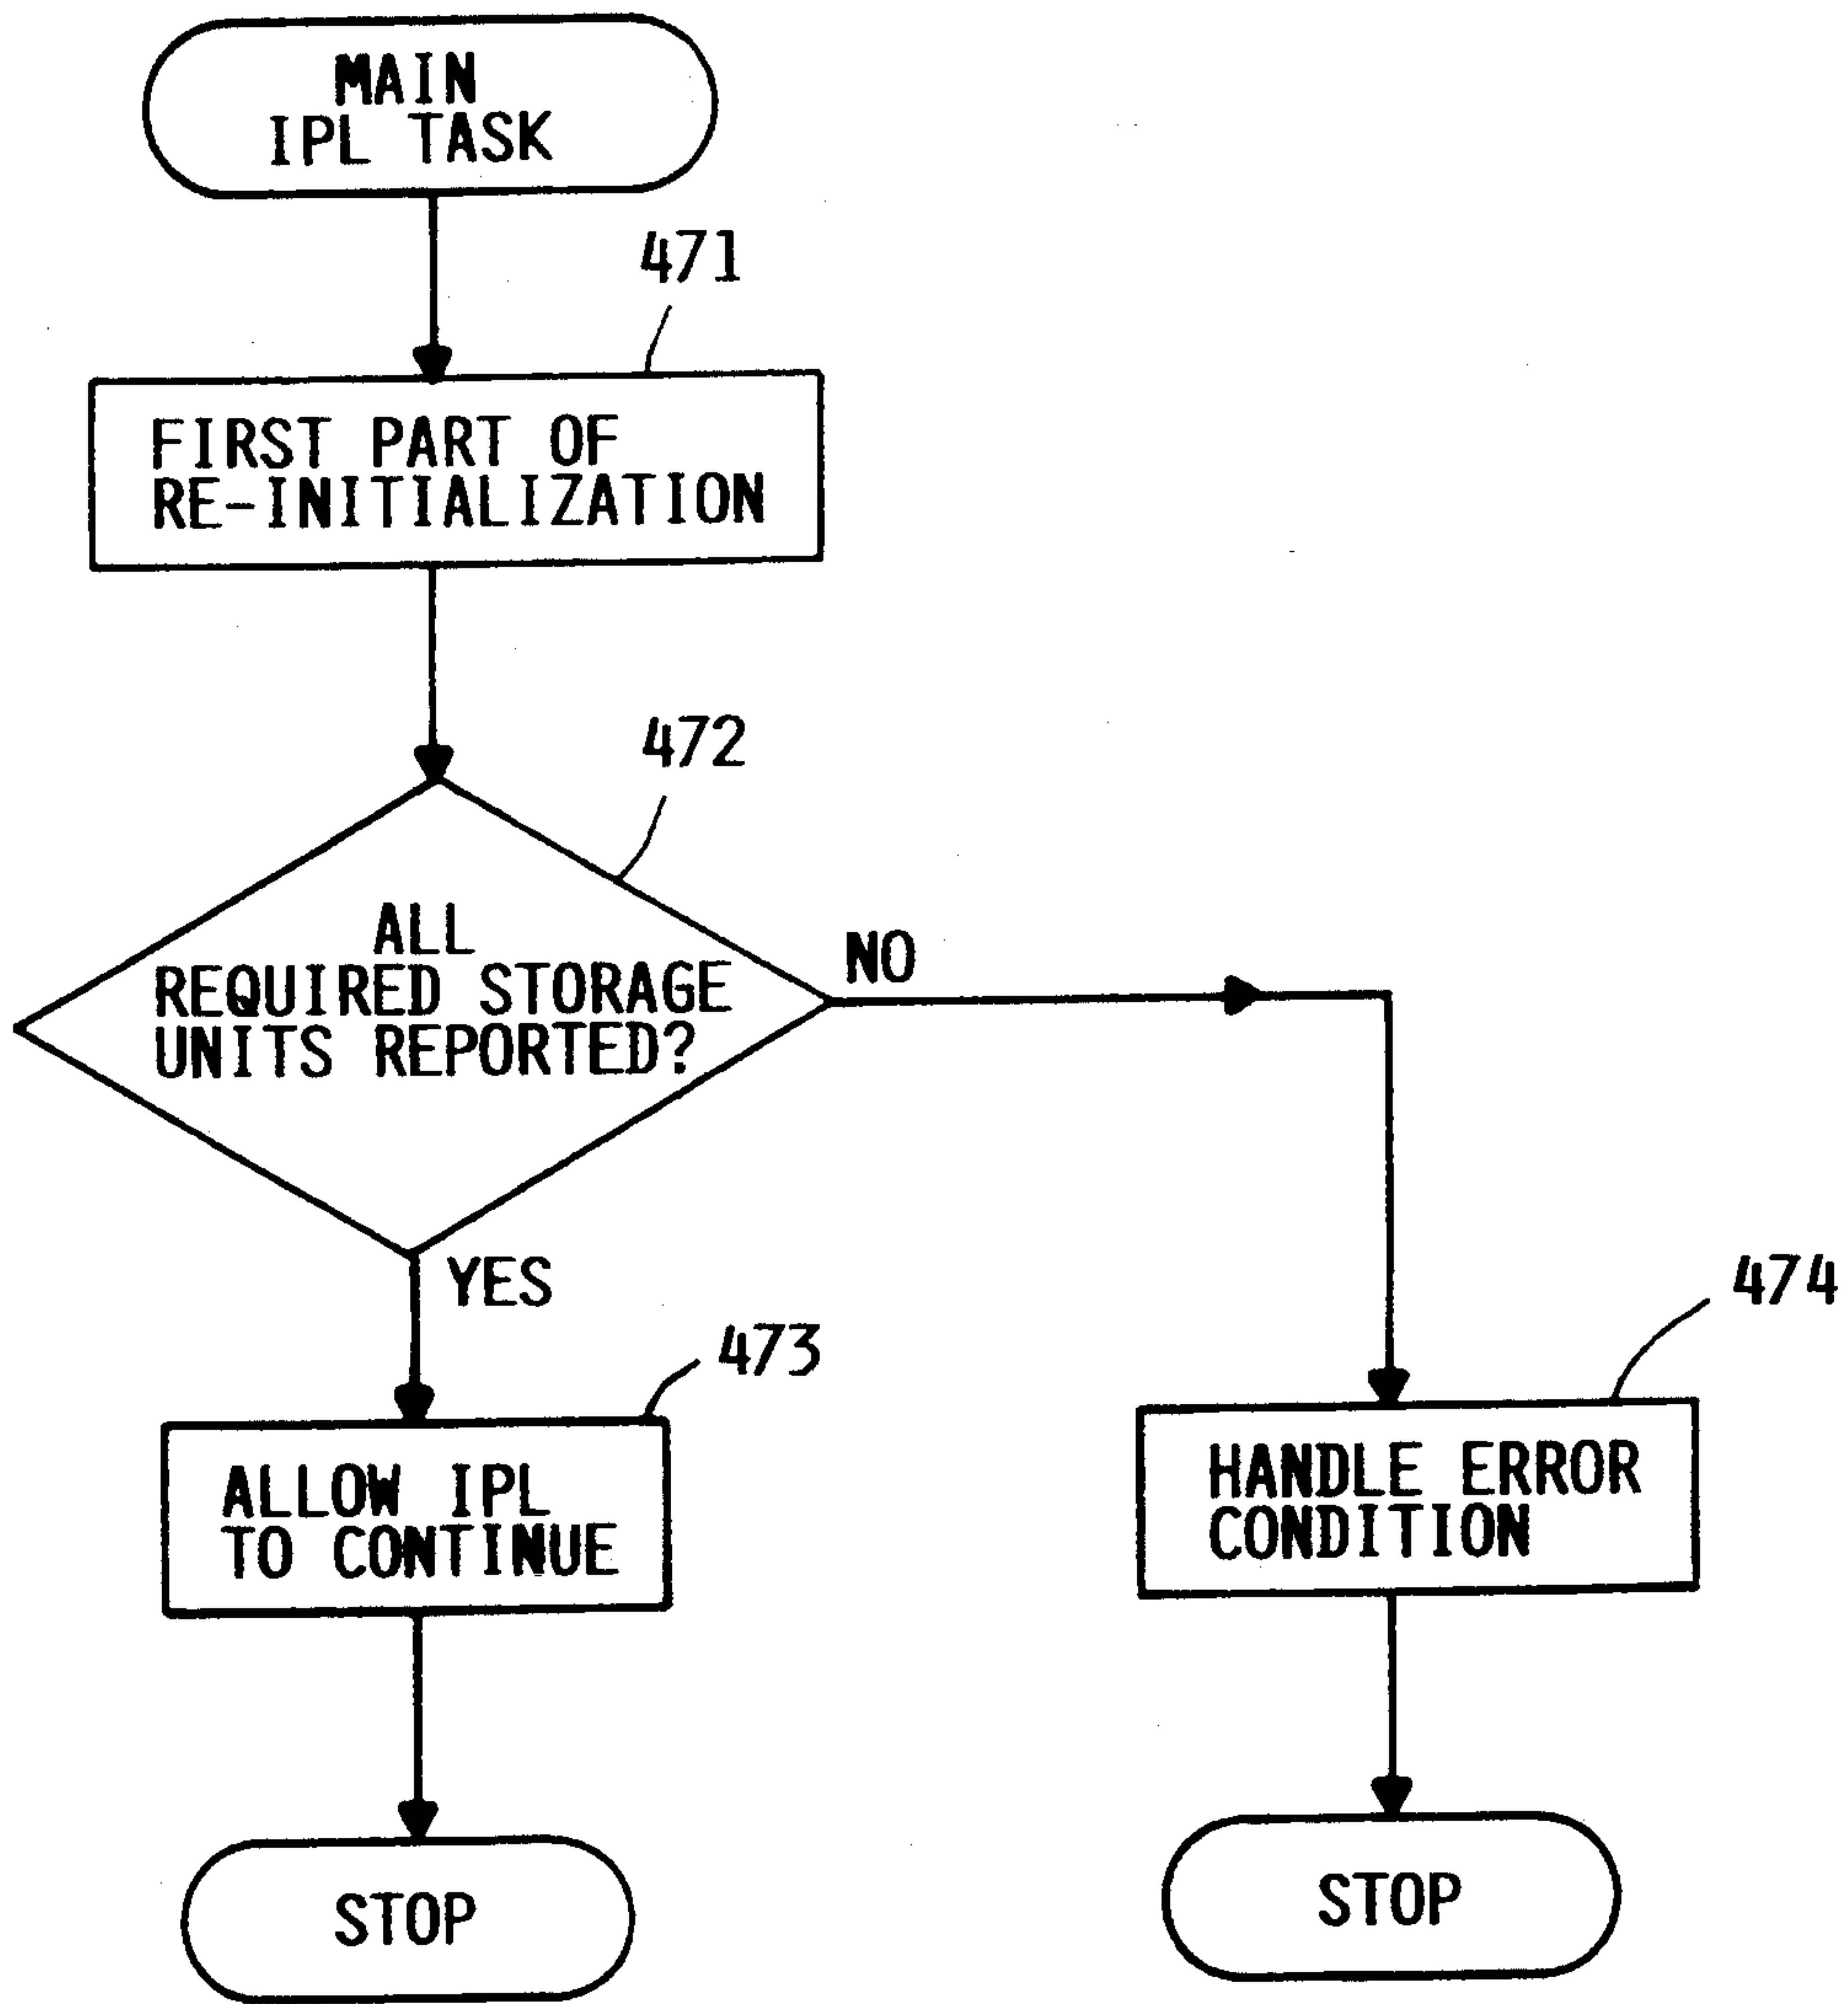 MAIN
IPL TASK
471
FIRST PART OF
RE-INITIALIZATION
472
ALL
REQUIRED STORAGE
UNITS REPORTED?
NO
YES
473
474
ALLOW IPL
TO CONTINUE
HANDLE ERROR
CONDITION
STOP
STOP